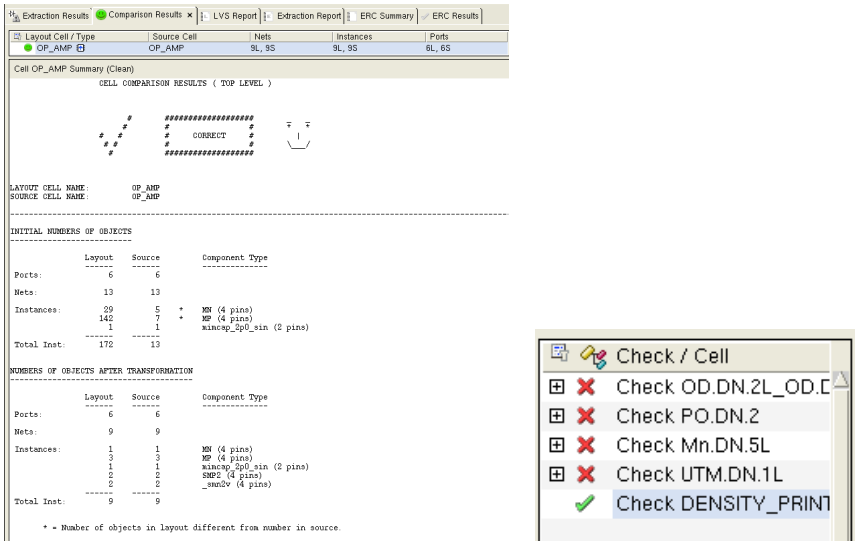 Extraction Results Comparison Results × LVS Report Extraction Report ERC Summary ERC Results
Layout Cell / Type Source Cell Nets Instances Ports
OP_AMP OP_AMP 9L, 9S 9L, 9S 6L, 6S
Cell OP_AMP Summary (Clean)
CELL COMPARISON RESULTS ( TOP LEVEL )
# ################### _ _
# # # * *
# # # CORRECT # |
# # # # \___/
# ###################
LAYOUT CELL NAME: OP_AMP
SOURCE CELL NAME: OP_AMP
INITIAL NUMBERS OF OBJECTS
Layout Source Component Type
Ports: 6 6
Nets: 13 13
Instances: 29 5 * MN (4 pins)
142 7 * MP (4 pins)
1 1 mimcap_2p0_sin (2 pins)
Total Inst: 172 13
NUMBERS OF OBJECTS AFTER TRANSFORMATION
Layout Source Component Type
Ports: 6 6
Nets: 9 9
Instances: 1 1 MN (4 pins)
3 3 MP (4 pins)
1 1 mimcap_2p0_sin (2 pins)
2 2 SMP2 (4 pins)
2 2 _smn2v (4 pins)
Total Inst: 9 9
* = Number of objects in layout different from number in source.
Check / Cell
Check OD.DN.2L_OD.D
Check PO.DN.2
Check Mn.DN.5L
Check UTM.DN.1L
Check DENSITY_PRINT